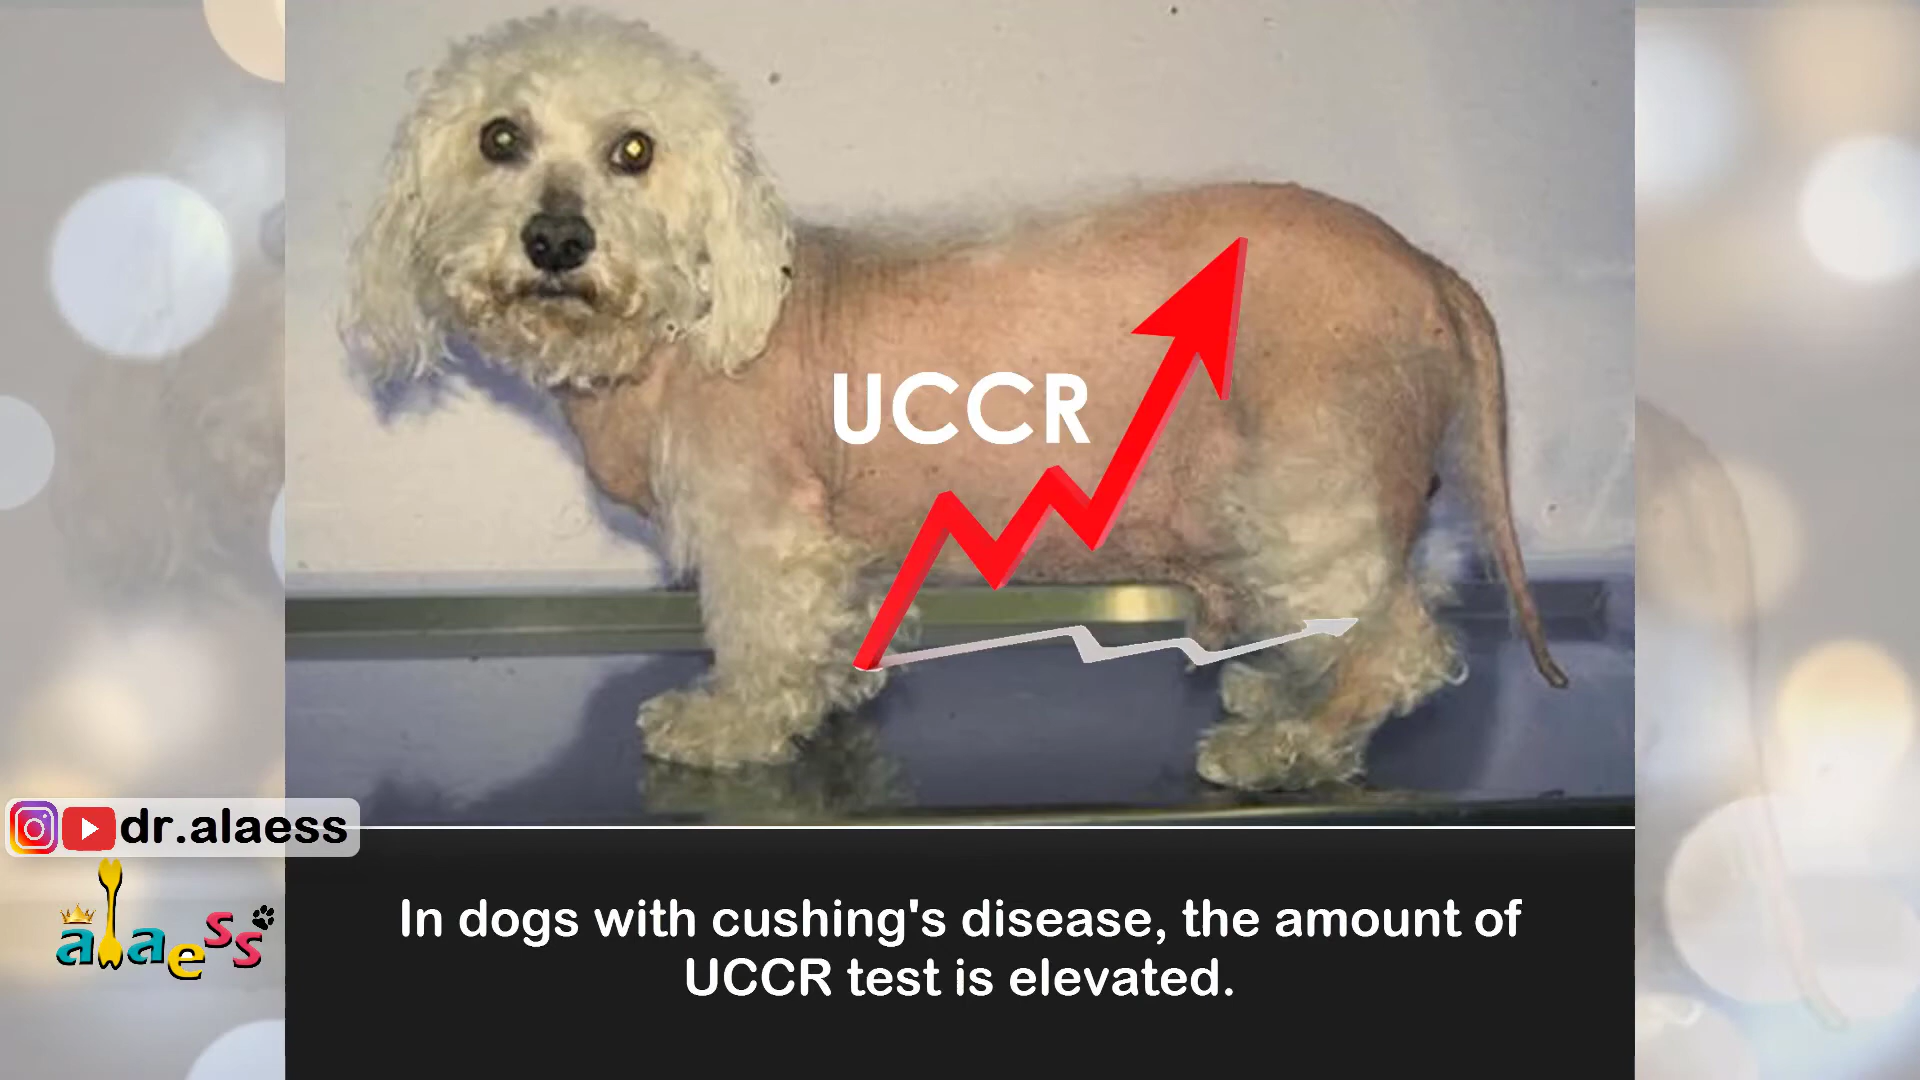 UCCR
dr.alaess
alaess
In dogs with cushing's disease, the amount of
UCCR test is elevated.